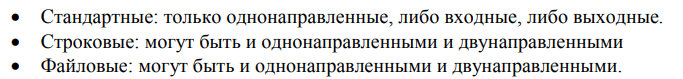 • Стандартные: только однонаправленные, либо входные, либо выходные.
• Строковые: могут быть и однонаправленными и двунаправленными
• Файловые: могут быть и однонаправленными и двунаправленными.